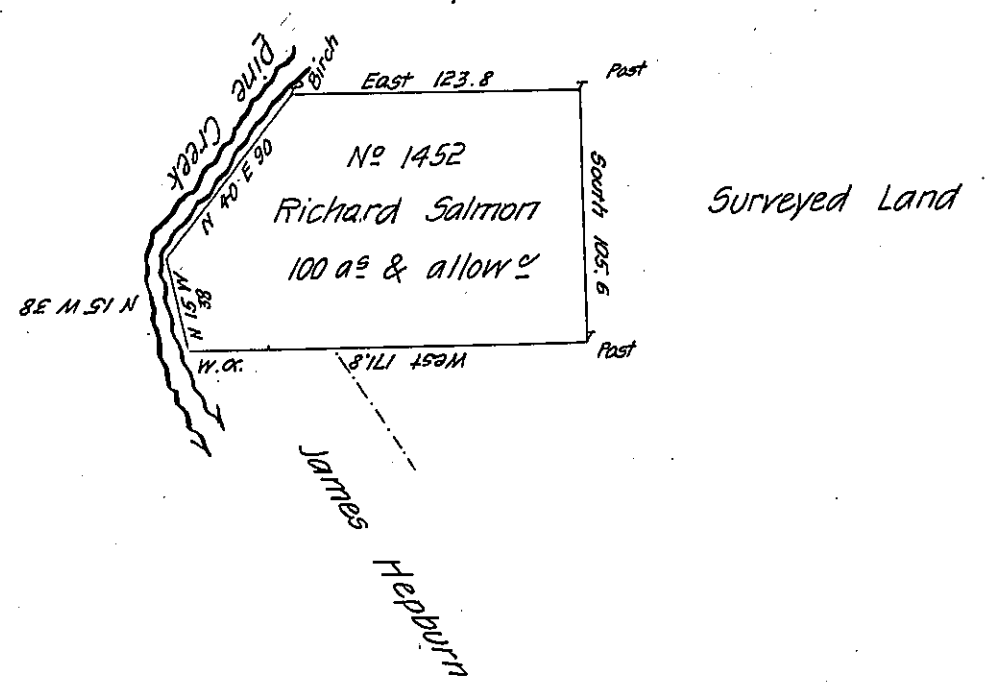 Pine Creek
Birch
East 123.8
Post
Nº 1452
Richard Salmon
100 aˢ & allowᶜᵉ
N 40 E 90
South 105.6
Surveyed Land
N 15 W 38
N 15 W
38
W.O.
West 171.8
Post
James Hepburn